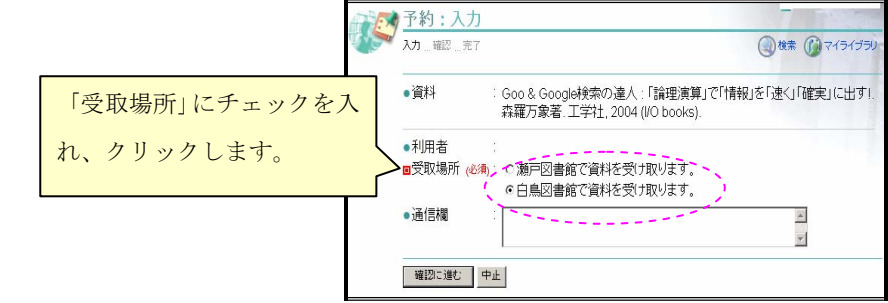 予約：入力
入力 ... 確認 ... 完了
検索 マイライブラリ
「受取場所」にチェックを入
れ、クリックします。
●資料 : Goo & Google検索の達人 : 「論理演算」で「情報」を「速く」「確実」に出す!.
森羅万象著. 工学社, 2004 (I/O books).
●利用者 :
受取場所 (必須) : 瀬戸図書館で資料を受け取ります。
白鳥図書館で資料を受け取ります。
●通信欄 :
確認に進む 中止